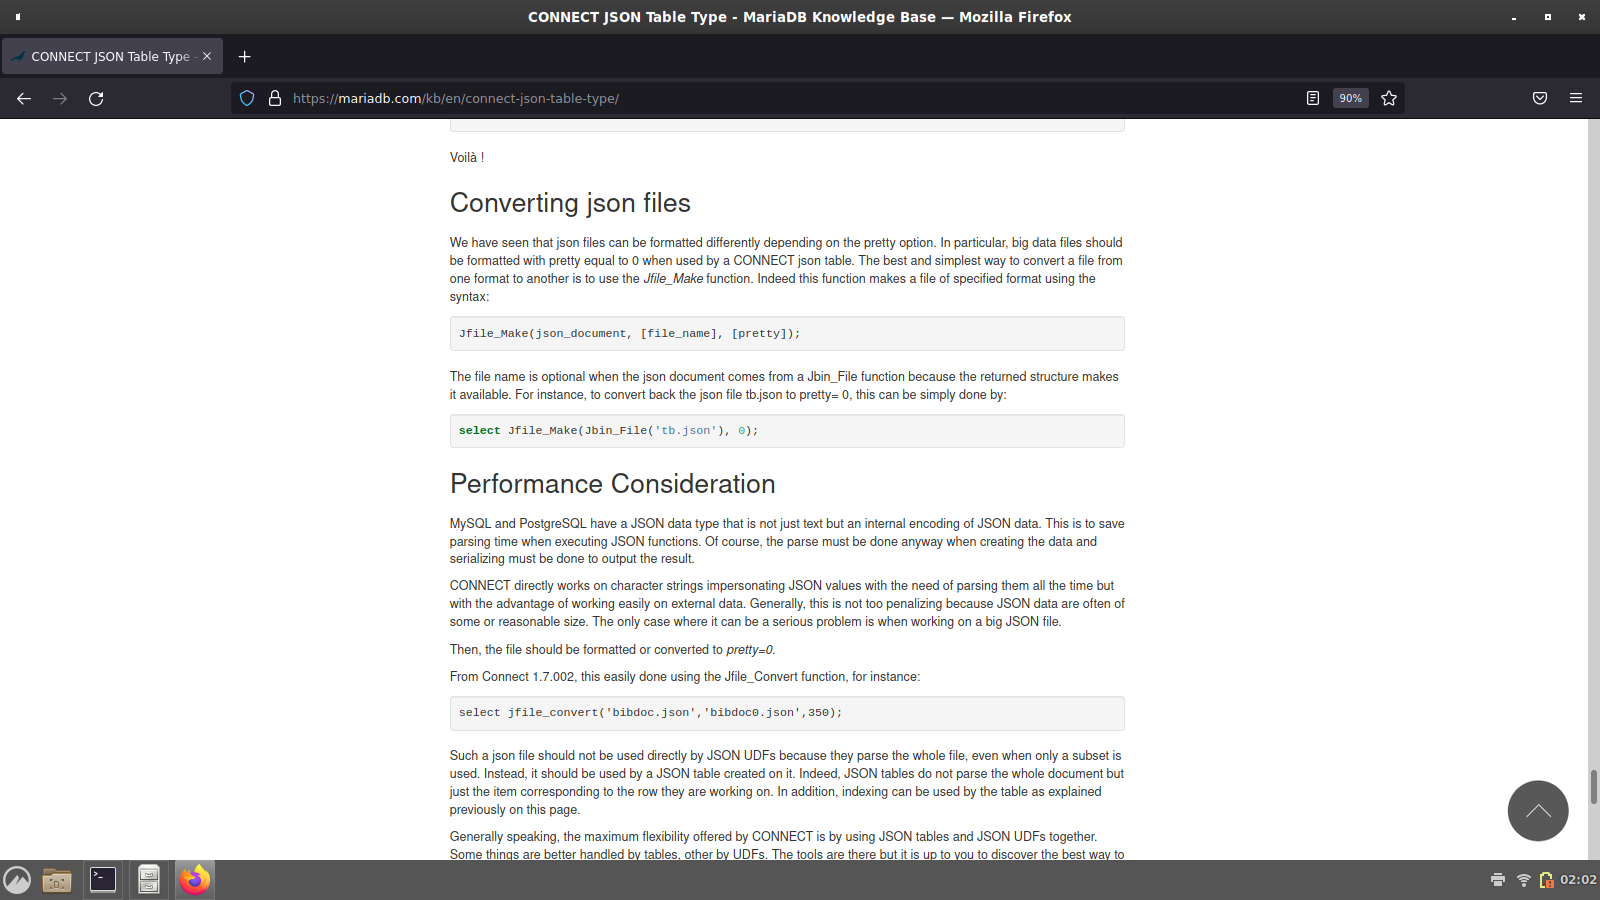 CONNECT JSON Table Type - MariaDB Knowledge Base — Mozilla Firefox
CONNECT JSON Table Type -
https://mariadb.com/kb/en/connect-json-table-type/
90%
Voilà !
Converting json files
We have seen that json files can be formatted differently depending on the pretty option. In particular, big data files should
be formatted with pretty equal to 0 when used by a CONNECT json table. The best and simplest way to convert a file from
one format to another is to use the Jfile_Make function. Indeed this function makes a file of specified format using the
syntax:
Jfile_Make(json_document, [file_name], [pretty]);
The file name is optional when the json document comes from a Jbin_File function because the returned structure makes
it available. For instance, to convert back the json file tb.json to pretty= 0, this can be simply done by:
select Jfile_Make(Jbin_File('tb.json'), 0);
Performance Consideration
MySQL and PostgreSQL have a JSON data type that is not just text but an internal encoding of JSON data. This is to save
parsing time when executing JSON functions. Of course, the parse must be done anyway when creating the data and
serializing must be done to output the result.
CONNECT directly works on character strings impersonating JSON values with the need of parsing them all the time but
with the advantage of working easily on external data. Generally, this is not too penalizing because JSON data are often of
some or reasonable size. The only case where it can be a serious problem is when working on a big JSON file.
Then, the file should be formatted or converted to pretty=0.
From Connect 1.7.002, this easily done using the Jfile_Convert function, for instance:
select jfile_convert('bibdoc.json','bibdoc0.json',350);
Such a json file should not be used directly by JSON UDFs because they parse the whole file, even when only a subset is
used. Instead, it should be used by a JSON table created on it. Indeed, JSON tables do not parse the whole document but
just the item corresponding to the row they are working on. In addition, indexing can be used by the table as explained
previously on this page.
Generally speaking, the maximum flexibility offered by CONNECT is by using JSON tables and JSON UDFs together.
Some things are better handled by tables, other by UDFs. The tools are there but it is up to you to discover the best way to
02:02